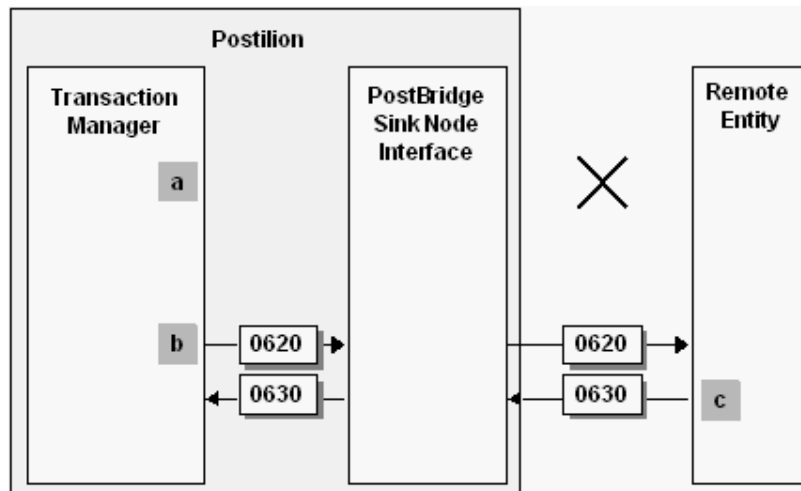 Postilion
Transaction
Manager
PostBridge
Sink Node
Interface
Remote
Entity
a
b
0620
0620
0630
0630
c